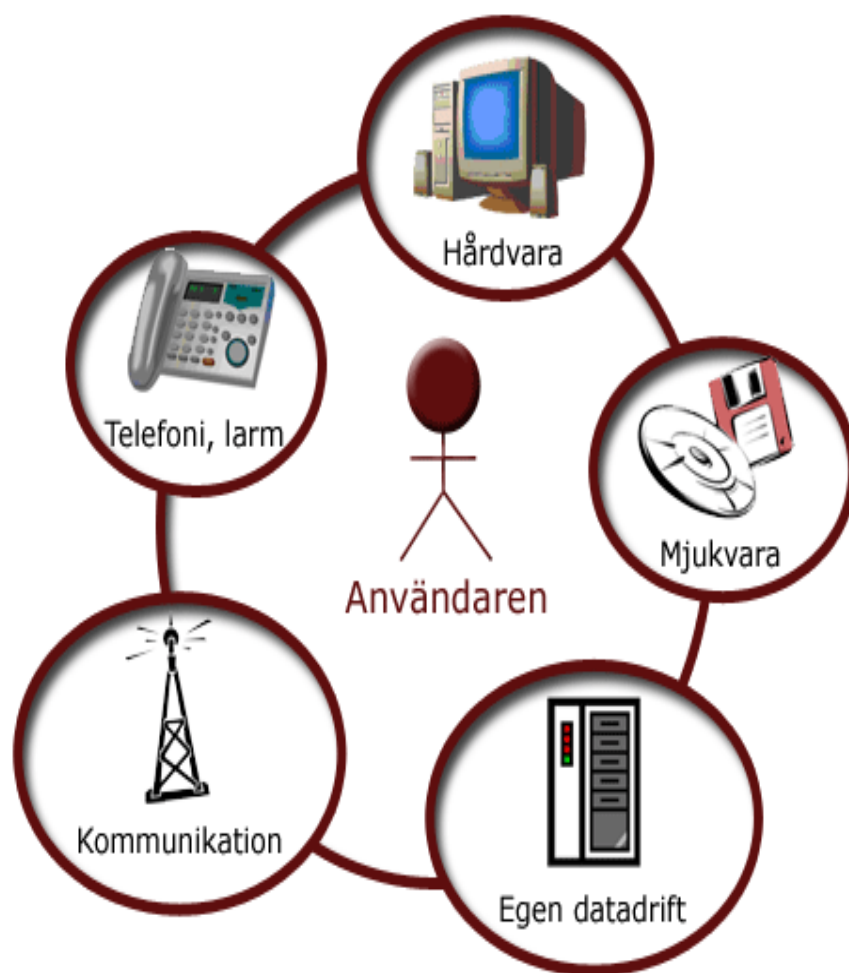 Hårdvara
Telefoni, larm
Mjukvara
Användaren
Kommunikation
Egen datadrift